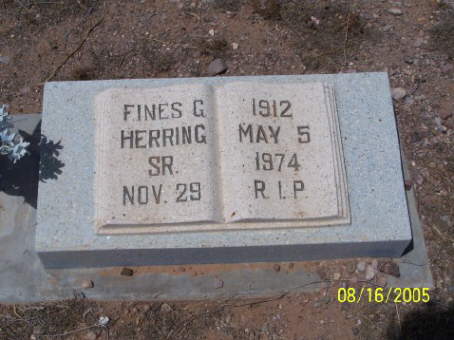 FINES G.
HERRING
SR.
NOV. 29
1912
MAY 5
1974
R.I.P
08/16/2005